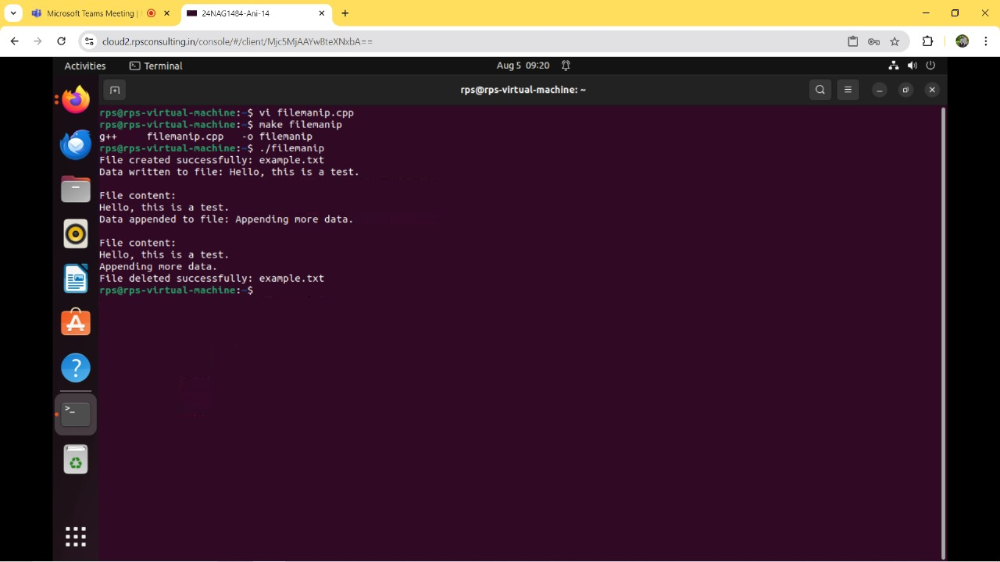 Microsoft Teams Meeting |
24NAG1484-Ani-14
cloud2.rpsconsulting.in/console/#/client/Mjc5MjAAYwBteXNxbA==
Activities
Terminal
Aug 5 09:20
rps@rps-virtual-machine: ~
rps@rps-virtual-machine:~$ vi filemanip.cpp
rps@rps-virtual-machine:~$ make filemanip
g++     filemanip.cpp   -o filemanip
rps@rps-virtual-machine:~$ ./filemanip
File created successfully: example.txt
Data written to file: Hello, this is a test.
File content:
Hello, this is a test.
Data appended to file: Appending more data.
File content:
Hello, this is a test.
Appending more data.
File deleted successfully: example.txt
rps@rps-virtual-machine:~$